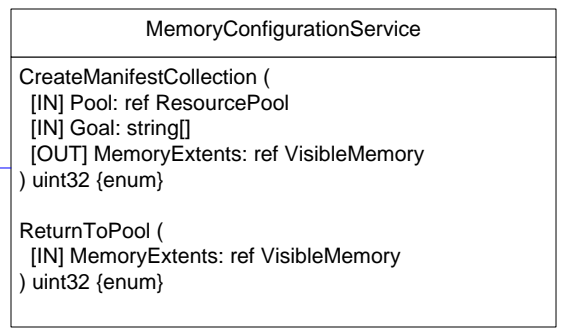 MemoryConfigurationService
CreateManifestCollection (
[IN] Pool: ref ResourcePool
[IN] Goal: string[]
[OUT] MemoryExtents: ref VisibleMemory
) uint32 {enum}
ReturnToPool (
[IN] MemoryExtents: ref VisibleMemory
) uint32 {enum}